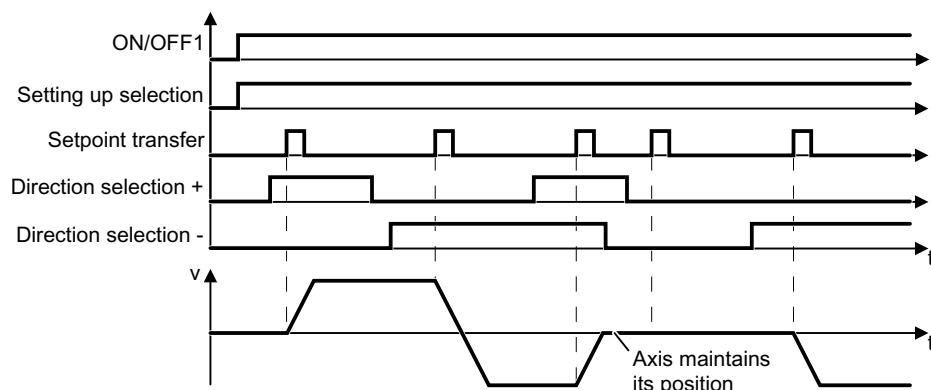 ON/OFF1
Setting up selection
Setpoint transfer
Direction selection +
Direction selection -
t
v
t
Axis maintains
its position